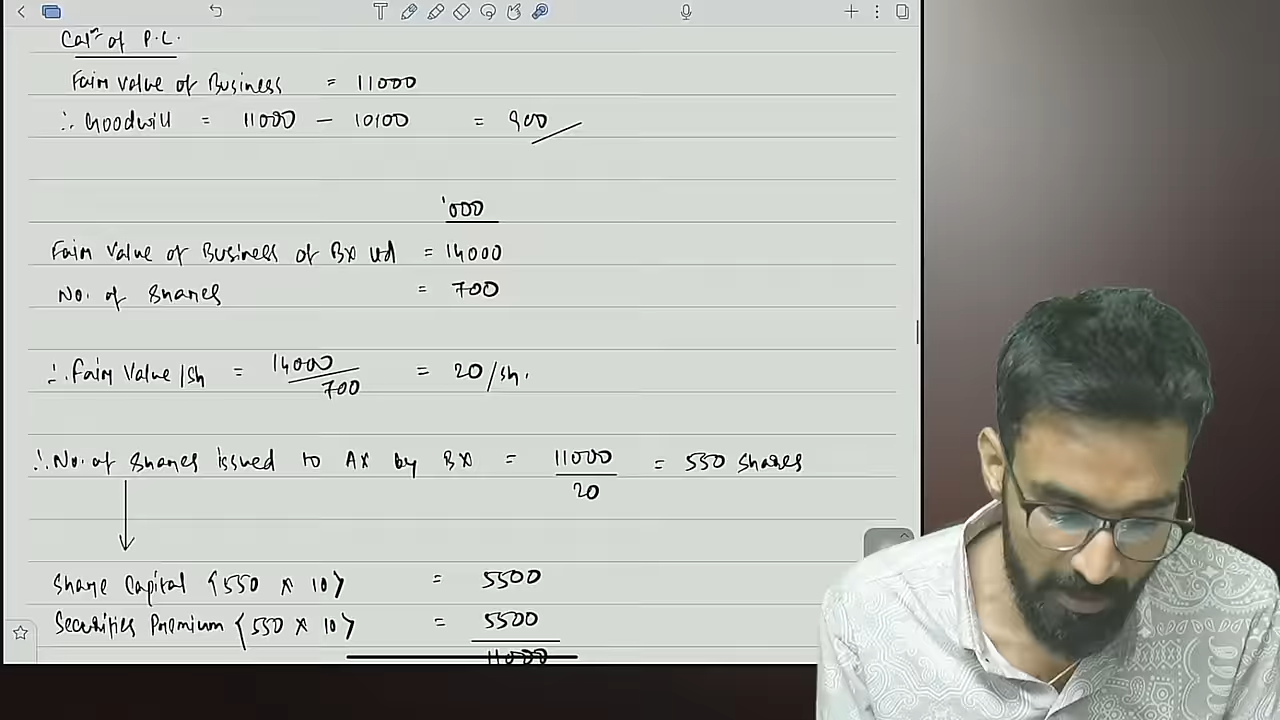 Calⁿ of P.C.
Fair Value of Business = 11000
∴ Goodwill = 11000 – 10100 = 900
'000
Fair Value of Business of BX Ltd = 14000
No. of Shares = 700
∴ Fair Value /Sh = 14000/700 = 20/sh.
∴ No. of Shares issued to AX by BX = 11000/20 = 550 Shares
Share Capital {550 X 10} = 5500
Securities Premium {550 X 10} = 5500
11000